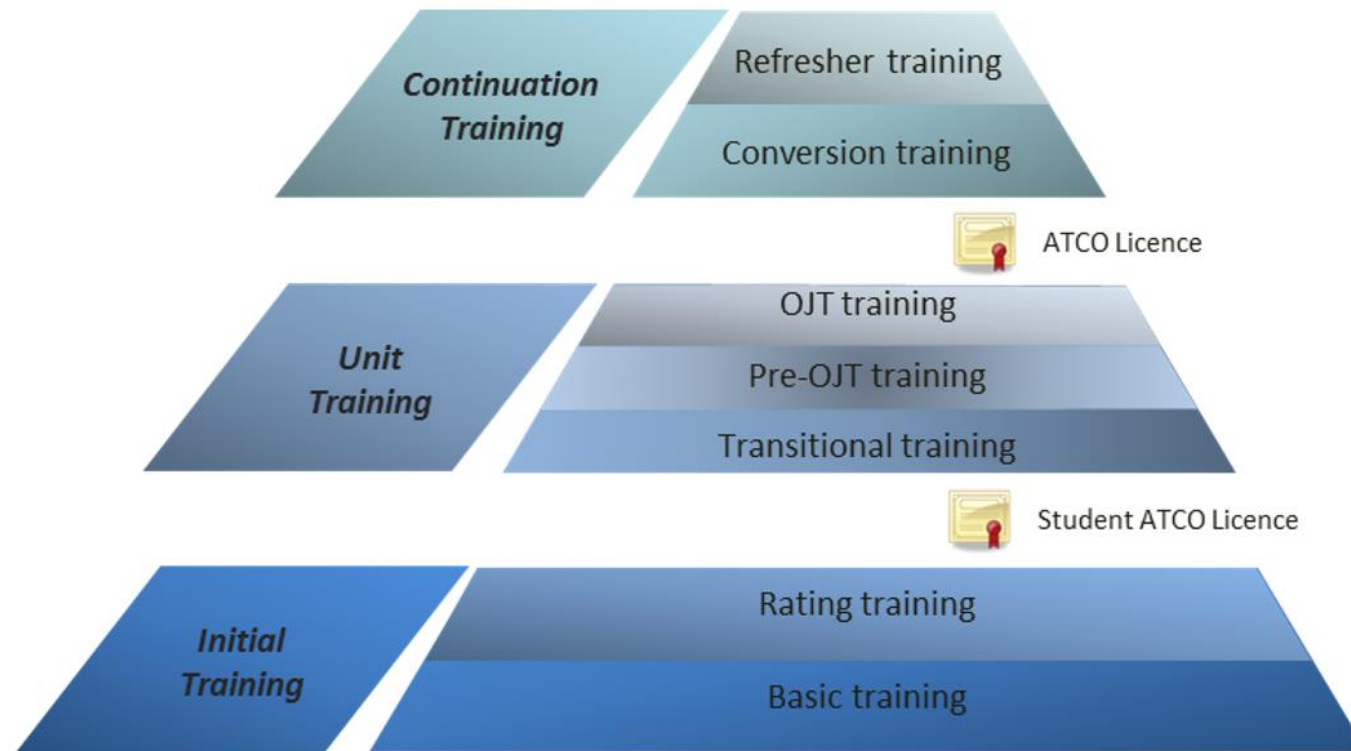 Continuation
Training
Refresher training
Conversion training
ATCO Licence
Unit
Training
OJT training
Pre-OJT training
Transitional training
Student ATCO Licence
Initial
Training
Rating training
Basic training